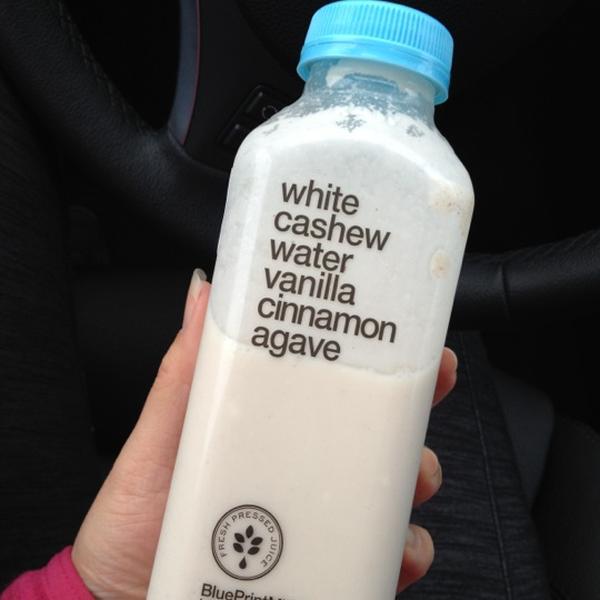 white
cashew
water
vanilla
cinnamon
agave
FRESH PRESSED JUICE